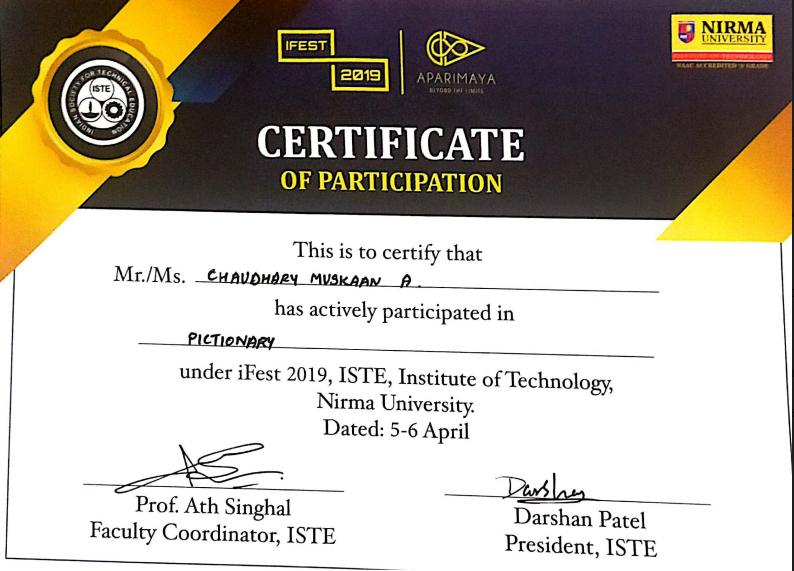 IFEST
2019
APARIMAYA
BEYOND THE LIMITS
NIRMA
UNIVERSITY
INSTITUTE OF TECHNOLOGY
NAAC ACCREDITED 'A' GRADE
INDIAN SOCIETY FOR TECHNICAL EDUCATION
ISTE
CERTIFICATE
OF PARTICIPATION
This is to certify that
Mr./Ms. CHAUDHARY MUSKAAN A.
has actively participated in
PICTIONARY
under iFest 2019, ISTE, Institute of Technology,
Nirma University.
Dated: 5-6 April
Prof. Ath Singhal
Faculty Coordinator, ISTE
Darshan Patel
President, ISTE